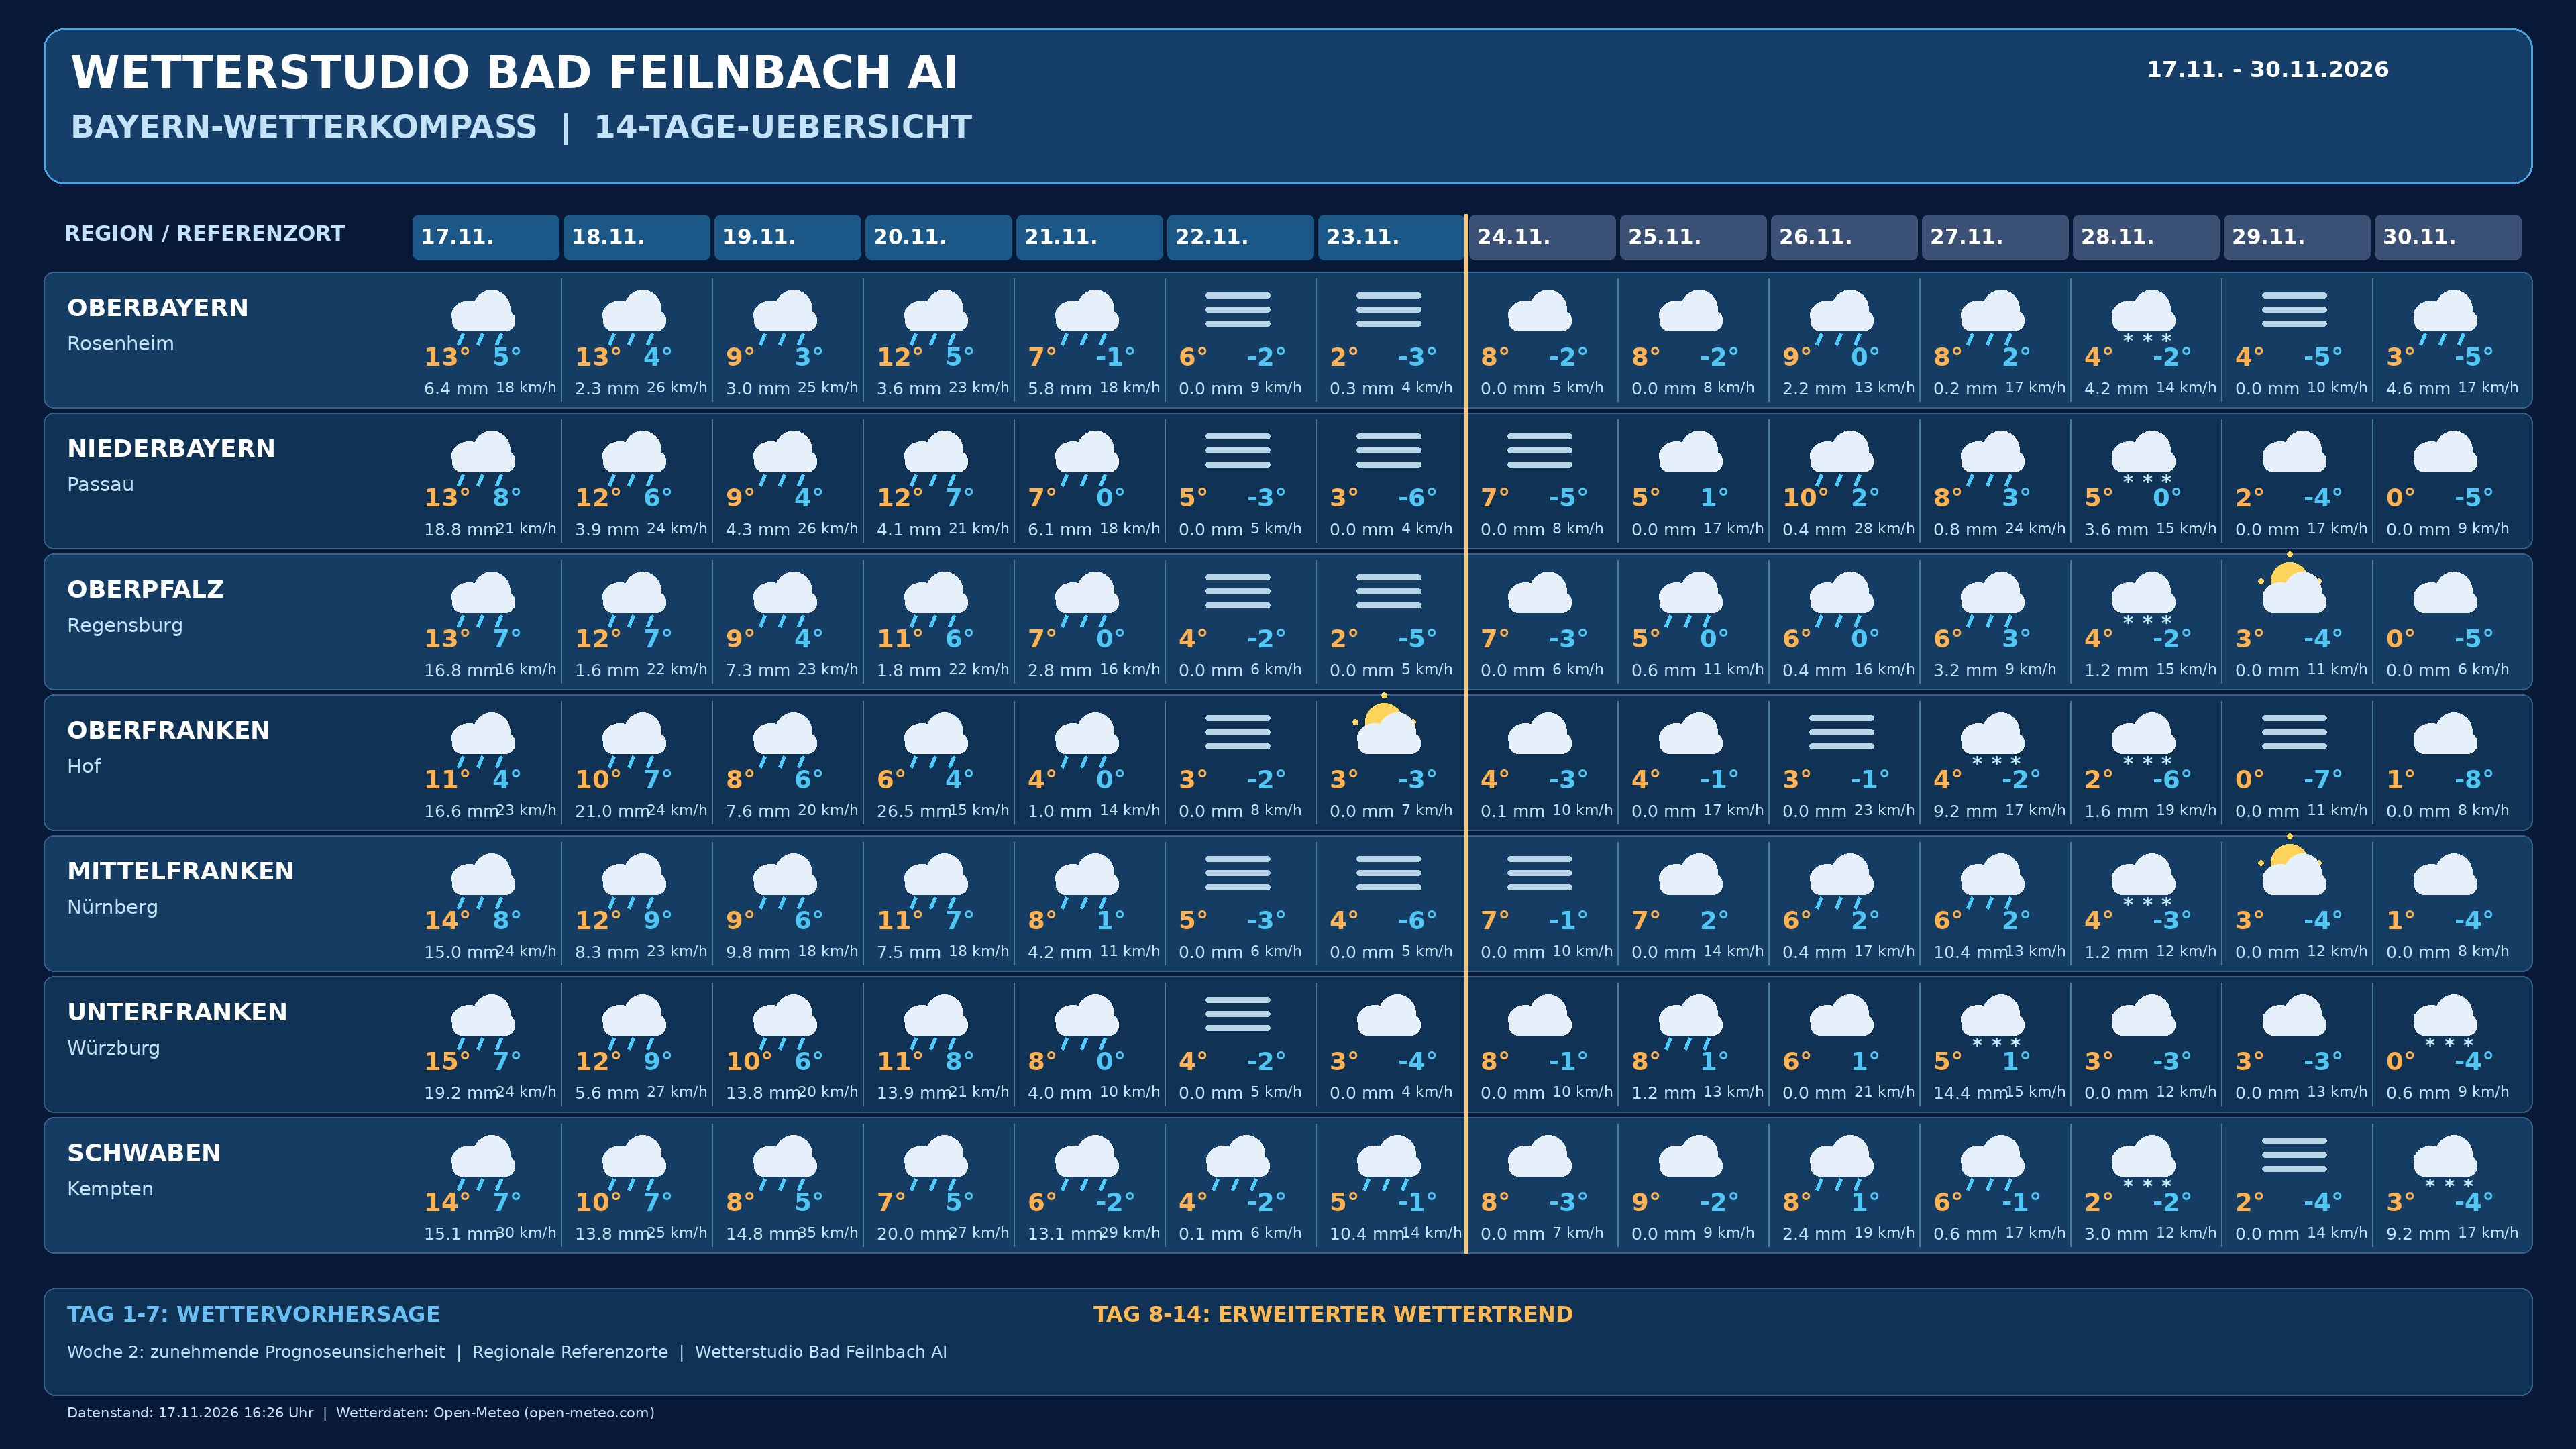 WETTERSTUDIO BAD FEILNBACH AI
17.11. - 30.11.2026
BAYERN-WETTERKOMPASS | 14-TAGE-UEBERSICHT
REGION / REFERENZORT 17.11. 18.11. 19.11. 20.11. 21.11. 22.11. 23.11. 24.11. 25.11. 26.11. 27.11. 28.11. 29.11. 30.11.
OBERBAYERN
Rosenheim
13° 5° 13° 4° 9° 3° 12° 5° 7° -1° 6° -2° 2° -3° 8° -2° 8° -2° 9° 0° 8° 2° 4° -2° 4° -5° 3° -5°
6.4 mm 18 km/h 2.3 mm 26 km/h 3.0 mm 25 km/h 3.6 mm 23 km/h 5.8 mm 18 km/h 0.0 mm 9 km/h 0.3 mm 4 km/h 0.0 mm 5 km/h 0.0 mm 8 km/h 2.2 mm 13 km/h 0.2 mm 17 km/h 4.2 mm 14 km/h 0.0 mm 10 km/h 4.6 mm 17 km/h
NIEDERBAYERN
Passau
13° 8° 12° 6° 9° 4° 12° 7° 7° 0° 5° -3° 3° -6° 7° -5° 5° 1° 10° 2° 8° 3° 5° 0° 2° -4° 0° -5°
18.8 mm 21 km/h 3.9 mm 24 km/h 4.3 mm 26 km/h 4.1 mm 21 km/h 6.1 mm 18 km/h 0.0 mm 5 km/h 0.0 mm 4 km/h 0.0 mm 8 km/h 0.0 mm 17 km/h 0.4 mm 28 km/h 0.8 mm 24 km/h 3.6 mm 15 km/h 0.0 mm 17 km/h 0.0 mm 9 km/h
OBERPFALZ
Regensburg
13° 7° 12° 7° 9° 4° 11° 6° 7° 0° 4° -2° 2° -5° 7° -3° 5° 0° 6° 0° 6° 3° 4° -2° 3° -4° 0° -5°
16.8 mm 16 km/h 1.6 mm 22 km/h 7.3 mm 23 km/h 1.8 mm 22 km/h 2.8 mm 16 km/h 0.0 mm 6 km/h 0.0 mm 5 km/h 0.0 mm 6 km/h 0.6 mm 11 km/h 0.4 mm 16 km/h 3.2 mm 9 km/h 1.2 mm 15 km/h 0.0 mm 11 km/h 0.0 mm 6 km/h
OBERFRANKEN
Hof
11° 4° 10° 7° 8° 6° 6° 4° 4° 0° 3° -2° 3° -3° 4° -3° 4° -1° 3° -1° 4° -2° 2° -6° 0° -7° 1° -8°
16.6 mm 23 km/h 21.0 mm 24 km/h 7.6 mm 20 km/h 26.5 mm 15 km/h 1.0 mm 14 km/h 0.0 mm 8 km/h 0.0 mm 7 km/h 0.1 mm 10 km/h 0.0 mm 17 km/h 0.0 mm 23 km/h 9.2 mm 17 km/h 1.6 mm 19 km/h 0.0 mm 11 km/h 0.0 mm 8 km/h
MITTELFRANKEN
Nürnberg
14° 8° 12° 9° 9° 6° 11° 7° 8° 1° 5° -3° 4° -6° 7° -1° 7° 2° 6° 2° 6° 2° 4° -3° 3° -4° 1° -4°
15.0 mm 24 km/h 8.3 mm 23 km/h 9.8 mm 18 km/h 7.5 mm 18 km/h 4.2 mm 11 km/h 0.0 mm 6 km/h 0.0 mm 5 km/h 0.0 mm 10 km/h 0.0 mm 14 km/h 0.4 mm 17 km/h 10.4 mm 13 km/h 1.2 mm 12 km/h 0.0 mm 12 km/h 0.0 mm 8 km/h
UNTERFRANKEN
Würzburg
15° 7° 12° 9° 10° 6° 11° 8° 8° 0° 4° -2° 3° -4° 8° -1° 8° 1° 6° 1° 5° 1° 3° -3° 3° -3° 0° -4°
19.2 mm 24 km/h 5.6 mm 27 km/h 13.8 mm 20 km/h 13.9 mm 21 km/h 4.0 mm 10 km/h 0.0 mm 5 km/h 0.0 mm 4 km/h 0.0 mm 10 km/h 1.2 mm 13 km/h 0.0 mm 21 km/h 14.4 mm 15 km/h 0.0 mm 12 km/h 0.0 mm 13 km/h 0.6 mm 9 km/h
SCHWABEN
Kempten
14° 7° 10° 7° 8° 5° 7° 5° 6° -2° 4° -2° 5° -1° 8° -3° 9° -2° 8° 1° 6° -1° 2° -2° 2° -4° 3° -4°
15.1 mm 30 km/h 13.8 mm 25 km/h 14.8 mm 35 km/h 20.0 mm 27 km/h 13.1 mm 29 km/h 0.1 mm 6 km/h 10.4 mm 14 km/h 0.0 mm 7 km/h 0.0 mm 9 km/h 2.4 mm 19 km/h 0.6 mm 17 km/h 3.0 mm 12 km/h 0.0 mm 14 km/h 9.2 mm 17 km/h
TAG 1-7: WETTERVORHERSAGE
TAG 8-14: ERWEITERTER WETTERTREND
Woche 2: zunehmende Prognoseunsicherheit | Regionale Referenzorte | Wetterstudio Bad Feilnbach AI
Datenstand: 17.11.2026 16:26 Uhr | Wetterdaten: Open-Meteo (open-meteo.com)